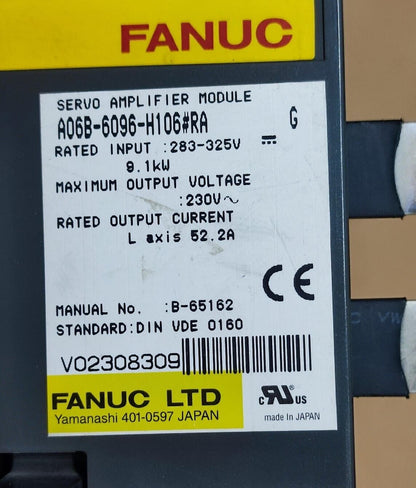 FANUC
SERVO AMPLIFIER MODULE
A06B-6096-H106#RA G
RATED INPUT :283-325V ⎓
9.1kW
MAXIMUM OUTPUT VOLTAGE
:230V~
RATED OUTPUT CURRENT
L axis 52.2A
CE
MANUAL No. :B-65162
STANDARD:DIN VDE 0160
V02308309
FANUC LTD
Yamanashi 401-0597 JAPAN
c RU us
made in JAPAN